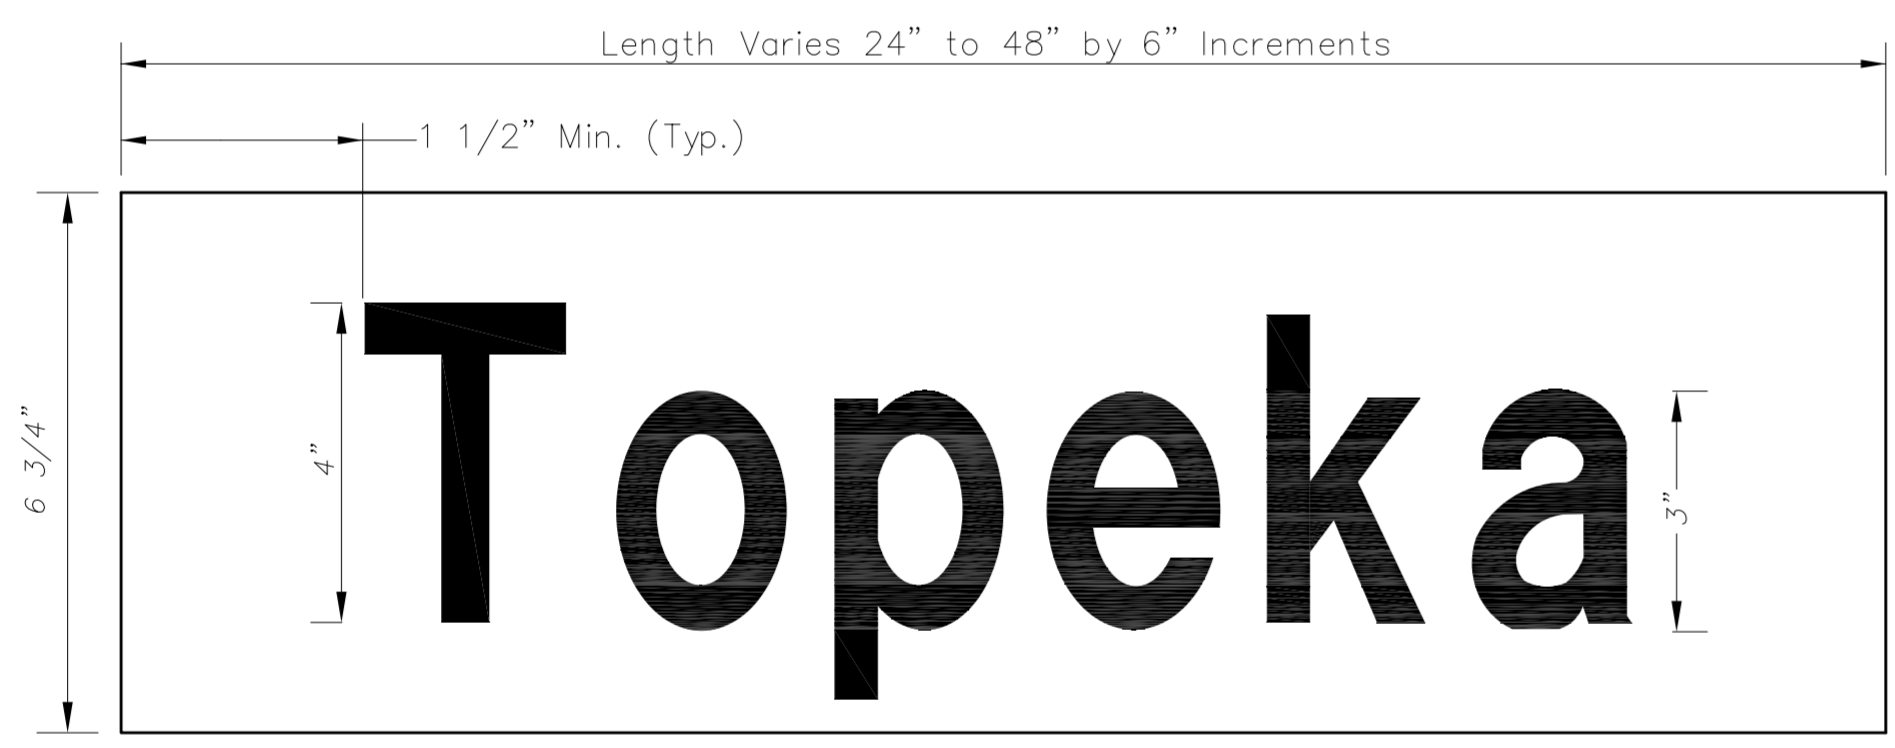 Length Varies 24” to 48” by 6” Increments
1 1/2” Min. (Typ.)
6 3/4”
4”
Topeka
3”